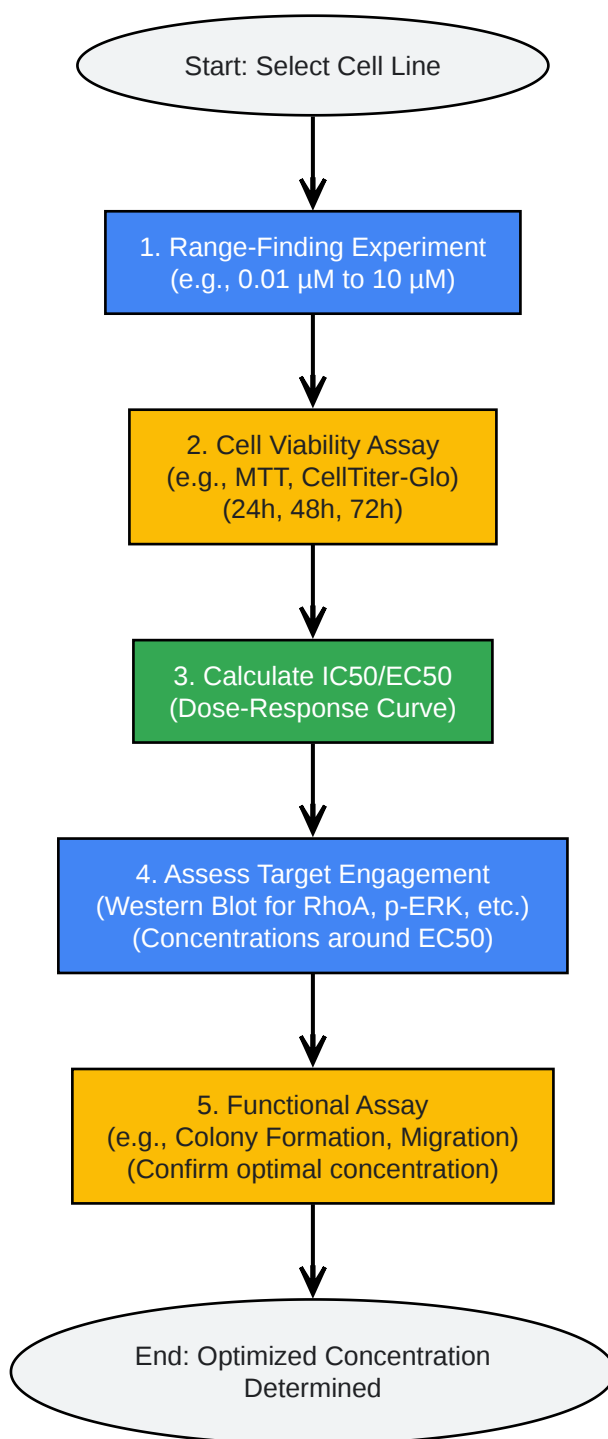 Start: Select Cell Line
1. Range-Finding Experiment
(e.g., 0.01 µM to 10 µM)
2. Cell Viability Assay
(e.g., MTT, CellTiter-Glo)
(24h, 48h, 72h)
3. Calculate IC50/EC50
(Dose-Response Curve)
4. Assess Target Engagement
(Western Blot for RhoA, p-ERK, etc.)
(Concentrations around EC50)
5. Functional Assay
(e.g., Colony Formation, Migration)
(Confirm optimal concentration)
End: Optimized Concentration
Determined